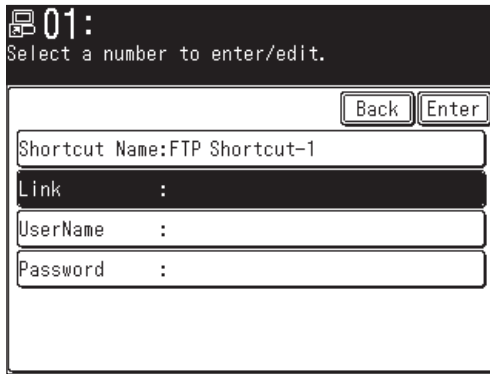 01:
Select a number to enter/edit.
Back Enter
Shortcut Name:FTP Shortcut-1
Link :
UserName :
Password :